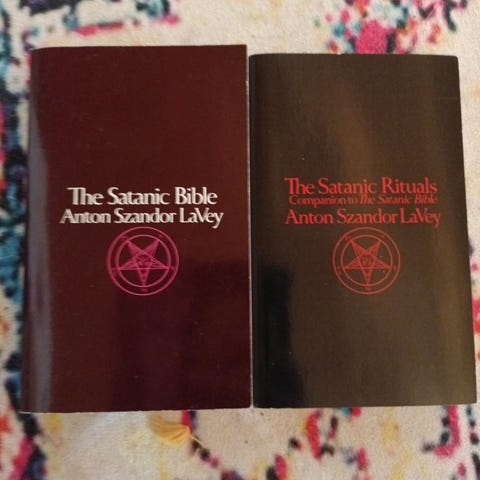 The Satanic Bible
Anton Szandor LaVey
The Satanic Rituals
Companion to The Satanic Bible
Anton Szandor LaVey